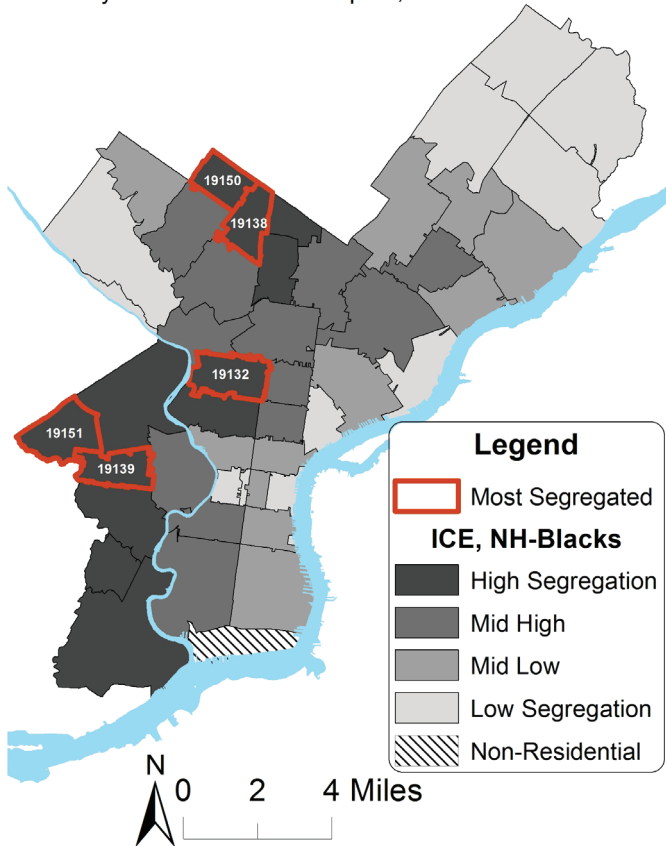 19150
19138
19132
19151
19139
Legend
Most Segregated
ICE, NH-Blacks
High Segregation
Mid High
Mid Low
Low Segregation
Non-Residential
N
0 2 4 Miles